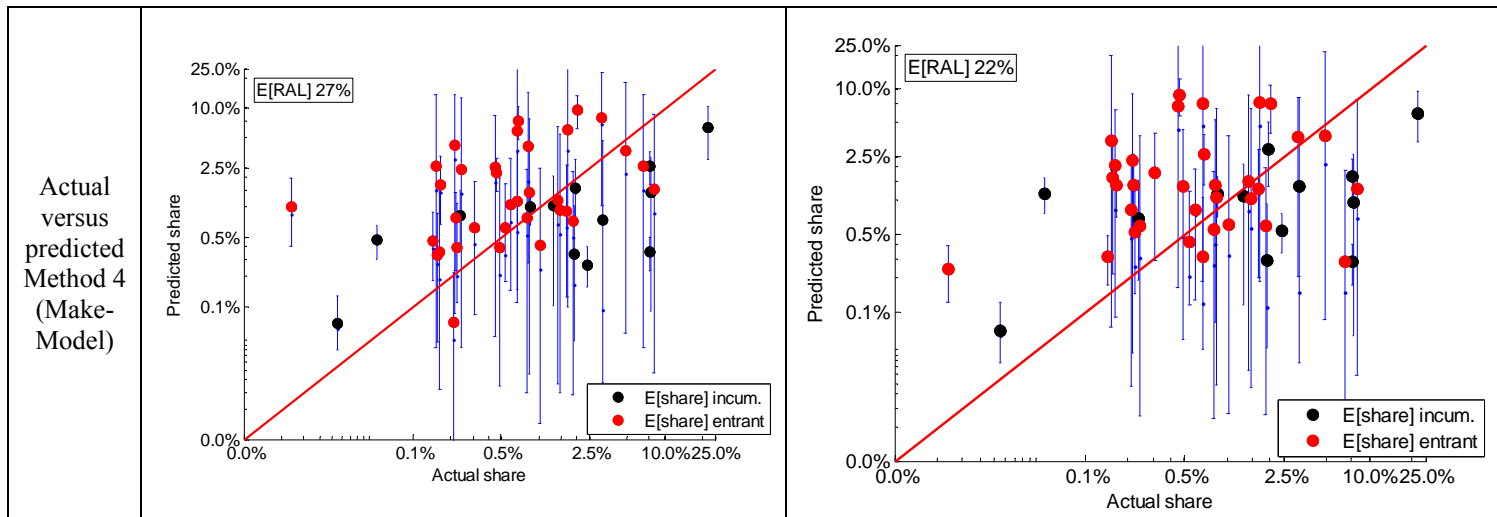 Actual
versus
predicted
Method 4
(Make-
Model)
E[RAL] 27%
Predicted share
25.0%
10.0%
2.5%
0.5%
0.1%
0.0%
0.0%
0.1%
0.5%
2.5%
10.0%
25.0%
Actual share
E[share] incum.
E[share] entrant
E[RAL] 22%
Predicted share
25.0%
10.0%
2.5%
0.5%
0.1%
0.0%
0.0%
0.1%
0.5%
2.5%
10.0%
25.0%
Actual share
E[share] incum.
E[share] entrant